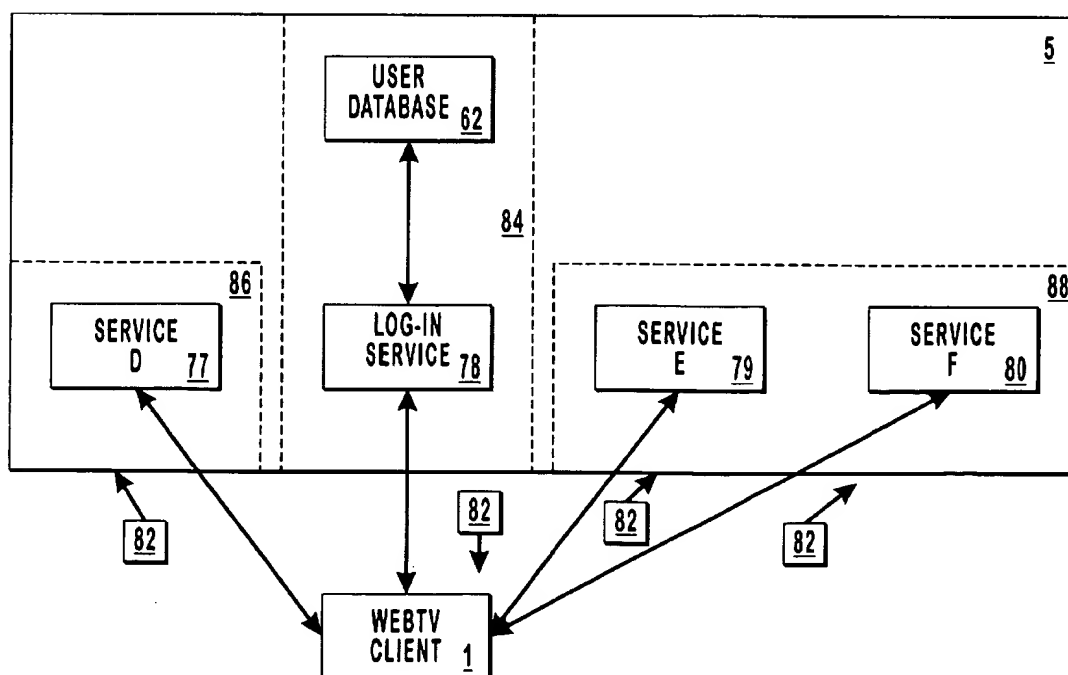 5
USER
DATABASE 62
84
86
88
SERVICE
D 77
LOG-IN
SERVICE 78
SERVICE
E 79
SERVICE
F 80
82
82
82
82
WEBTV
CLIENT 1